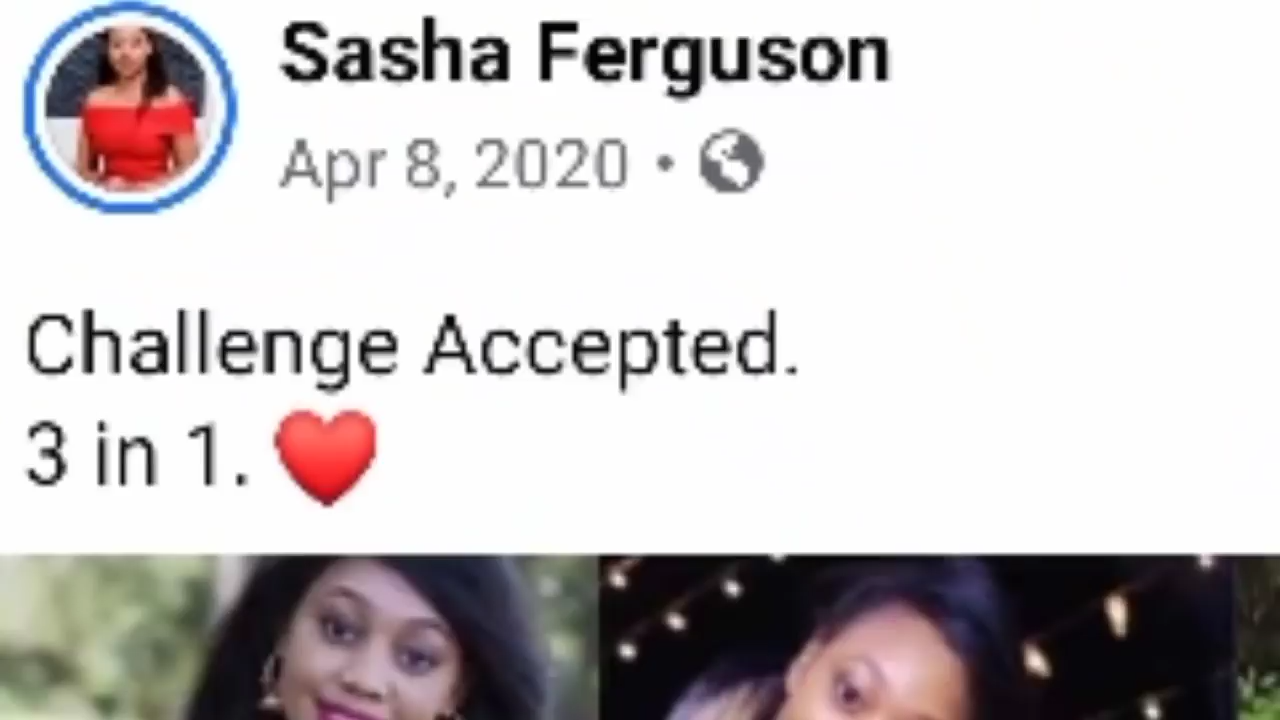 Sasha Ferguson
Apr 8, 2020 •
Challenge Accepted.
3 in 1. ❤️